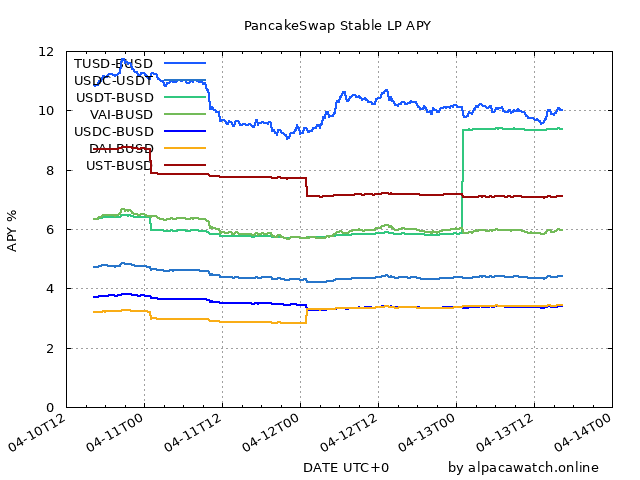 PancakeSwap Stable LP APY
12
10
8
6
4
2
0
APY %
TUSD-BUSD
USDC-USDT
USDT-BUSD
VAI-BUSD
USDC-BUSD
DAI-BUSD
UST-BUSD
04-10T12
04-11T00
04-11T12
04-12T00
04-12T12
04-13T00
04-13T12
04-14T00
DATE UTC+0
by alpacawatch.online